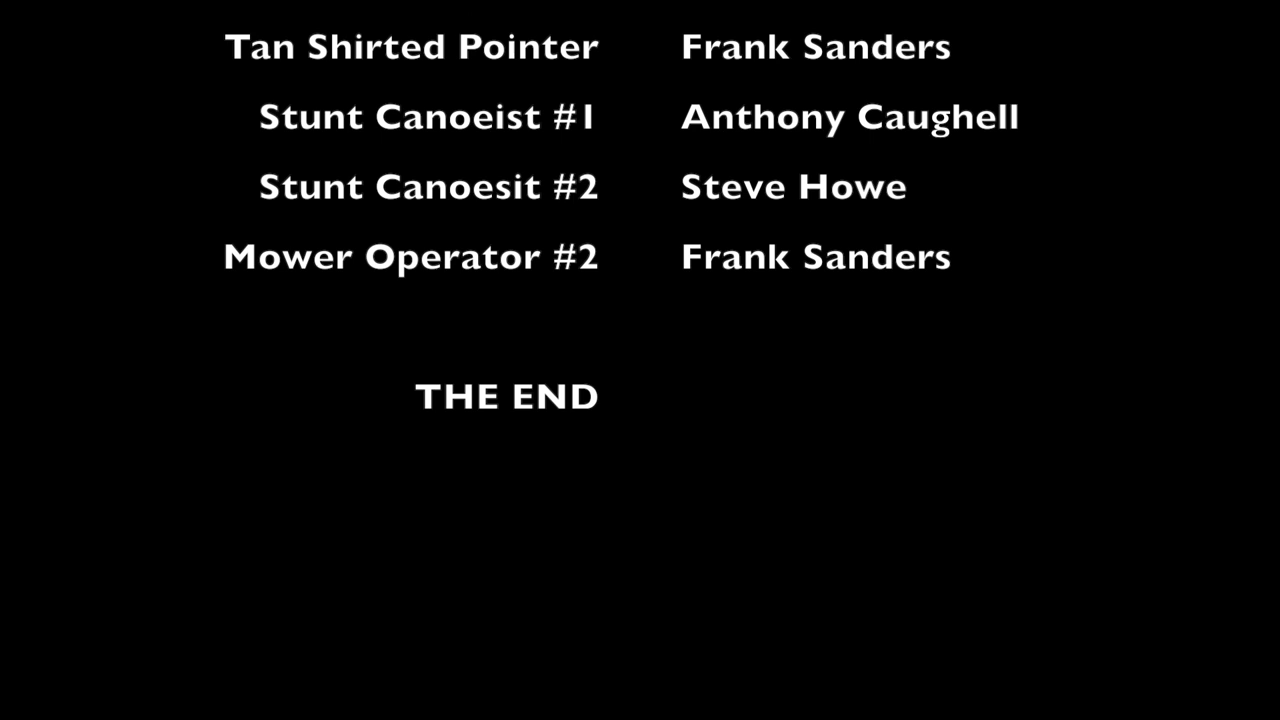 Tan Shirted Pointer Frank Sanders
Stunt Canoeist #1 Anthony Caughell
Stunt Canoesit #2 Steve Howe
Mower Operator #2 Frank Sanders
THE END